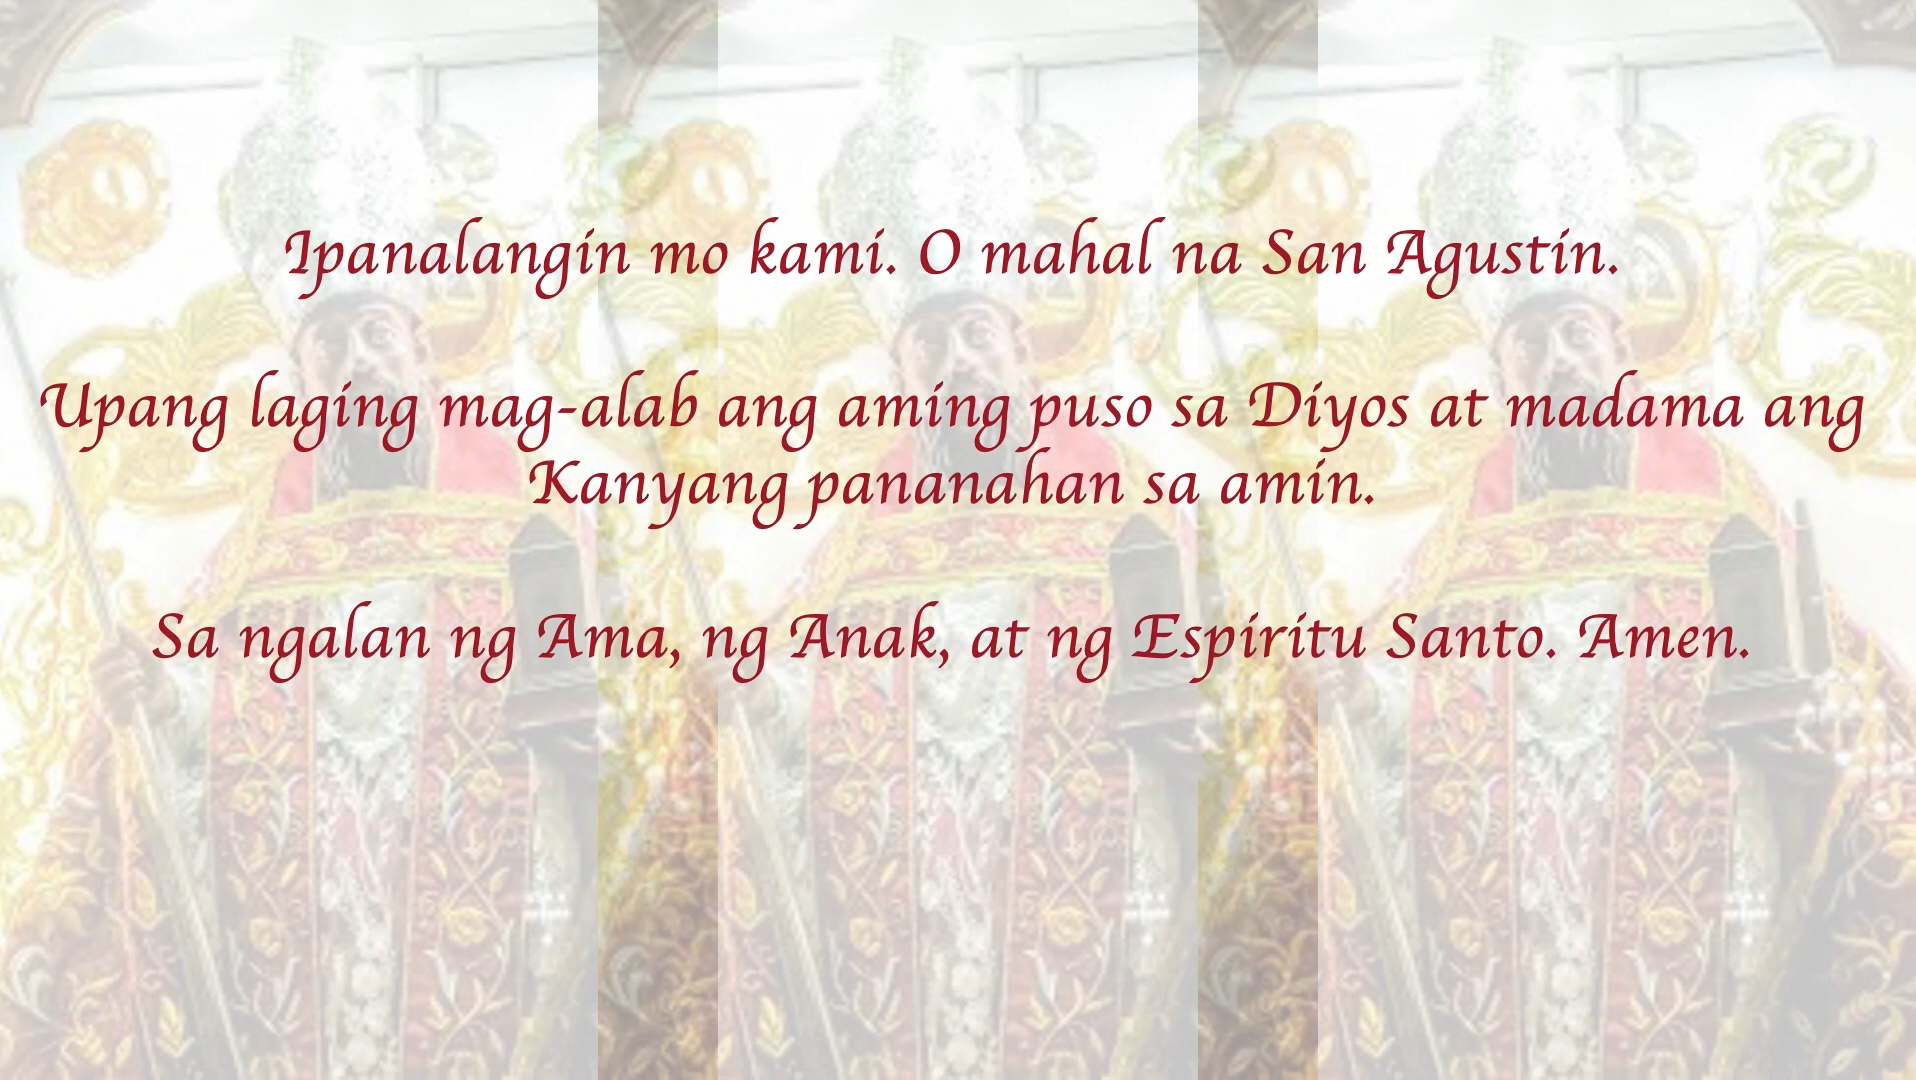 Ipanalangin mo kami. O mahal na San Agustin.
Upang laging mag-alab ang aming puso sa Diyos at madama ang
Kanyang pananahan sa amin.
Sa ngalan ng Ama, ng Anak, at ng Espiritu Santo. Amen.